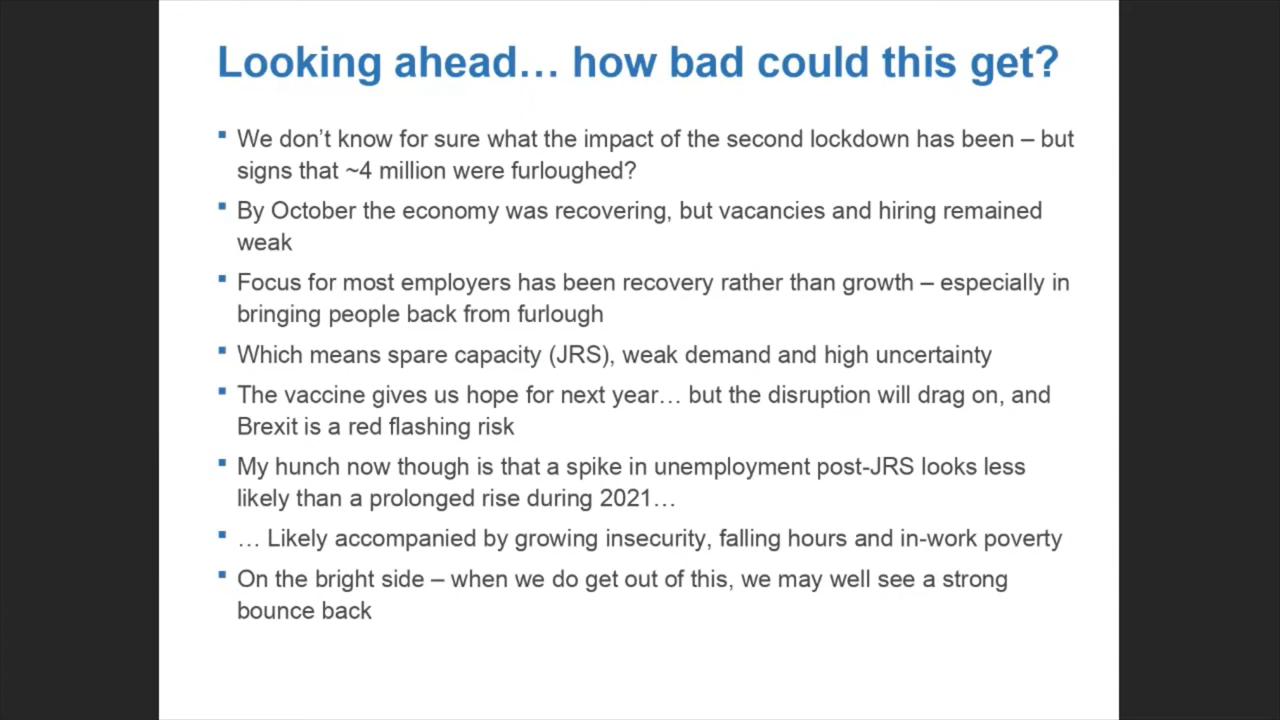 Looking ahead… how bad could this get?
We don’t know for sure what the impact of the second lockdown has been – but
signs that ~4 million were furloughed?
By October the economy was recovering, but vacancies and hiring remained
weak
Focus for most employers has been recovery rather than growth – especially in
bringing people back from furlough
Which means spare capacity (JRS), weak demand and high uncertainty
The vaccine gives us hope for next year… but the disruption will drag on, and
Brexit is a red flashing risk
My hunch now though is that a spike in unemployment post-JRS looks less
likely than a prolonged rise during 2021…
… Likely accompanied by growing insecurity, falling hours and in-work poverty
On the bright side – when we do get out of this, we may well see a strong
bounce back